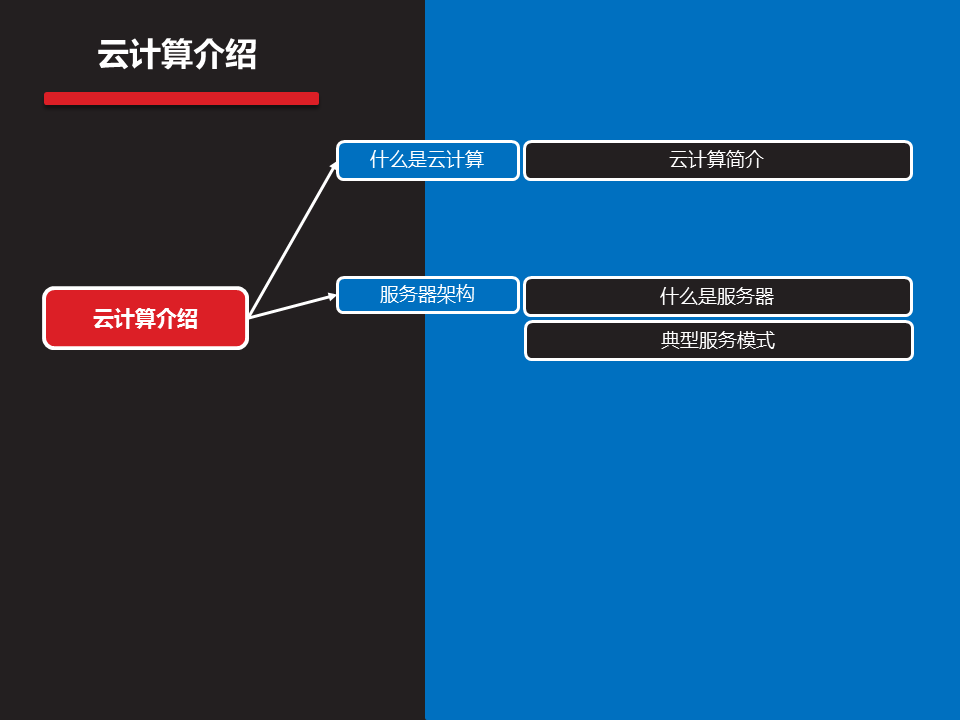 云计算介绍
什么是云计算
云计算简介
云计算介绍
服务器架构
什么是服务器
典型服务模式